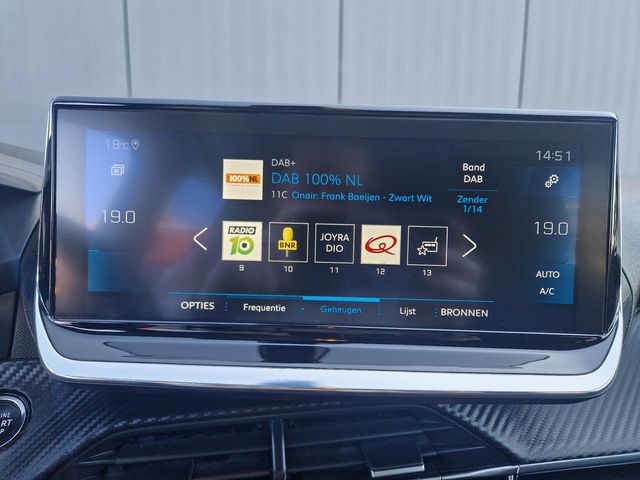 19°C
14:51
DAB+
DAB 100% NL
11C Onair: Frank Boeijen - Zwart Wit
100% NL
Band
DAB
Zender
1/14
19.0
19.0
RADIO
10
BNR
JOYRA
DIO
9
10
11
12
13
AUTO
A/C
OPTIES
Frequentie
Geheugen
Lijst
BRONNEN